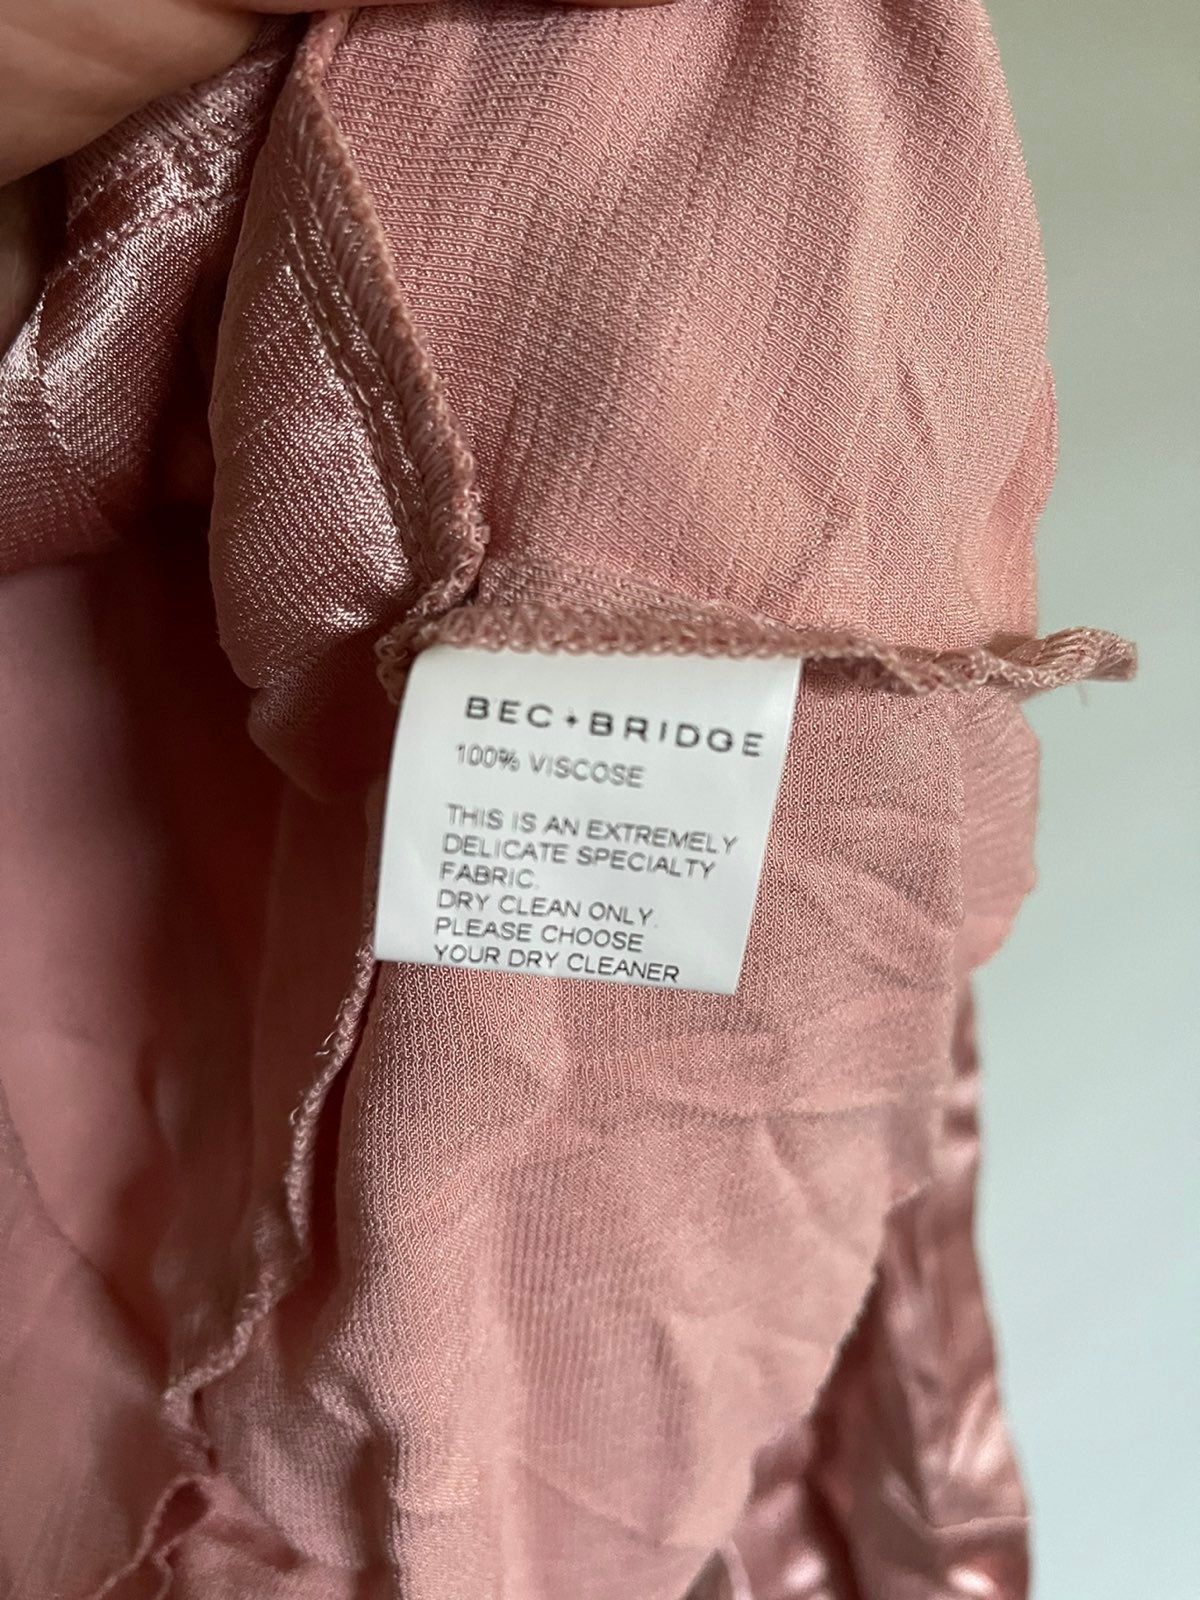 BEC+BRIDGE
100% VISCOSE
THIS IS AN EXTREMELY
DELICATE SPECIALTY
FABRIC.
DRY CLEAN ONLY.
PLEASE CHOOSE
YOUR DRY CLEANER